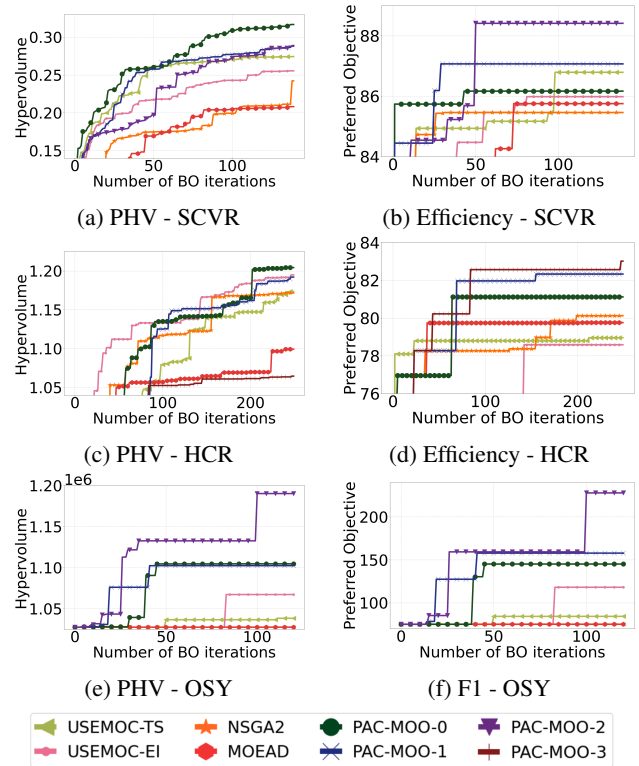 0.30
0.25
0.20
0.15
Hypervolume
50
100
Number of BO iterations
(a) PHV - SCVR
88
86
84
Preferred Objective
0
50
100
Number of BO iterations
(b) Efficiency - SCVR
1.20
1.15
1.10
1.05
Hypervolume
0
100
200
Number of BO iterations
(c) PHV - HCR
84
82
80
78
76
Preferred Objective
0
100
200
Number of BO iterations
(d) Efficiency - HCR
1e6
1.20
1.15
1.10
1.05
Hypervolume
0
100
Number of BO iterations
(e) PHV - OSY
200
150
100
Preferred Objective
0
50
100
Number of BO iterations
(f) F1 - OSY
USEMOC-TS NSGA2 PAC-MOO-0 PAC-MOO-2
USEMOC-EI MOEAD PAC-MOO-1 PAC-MOO-3